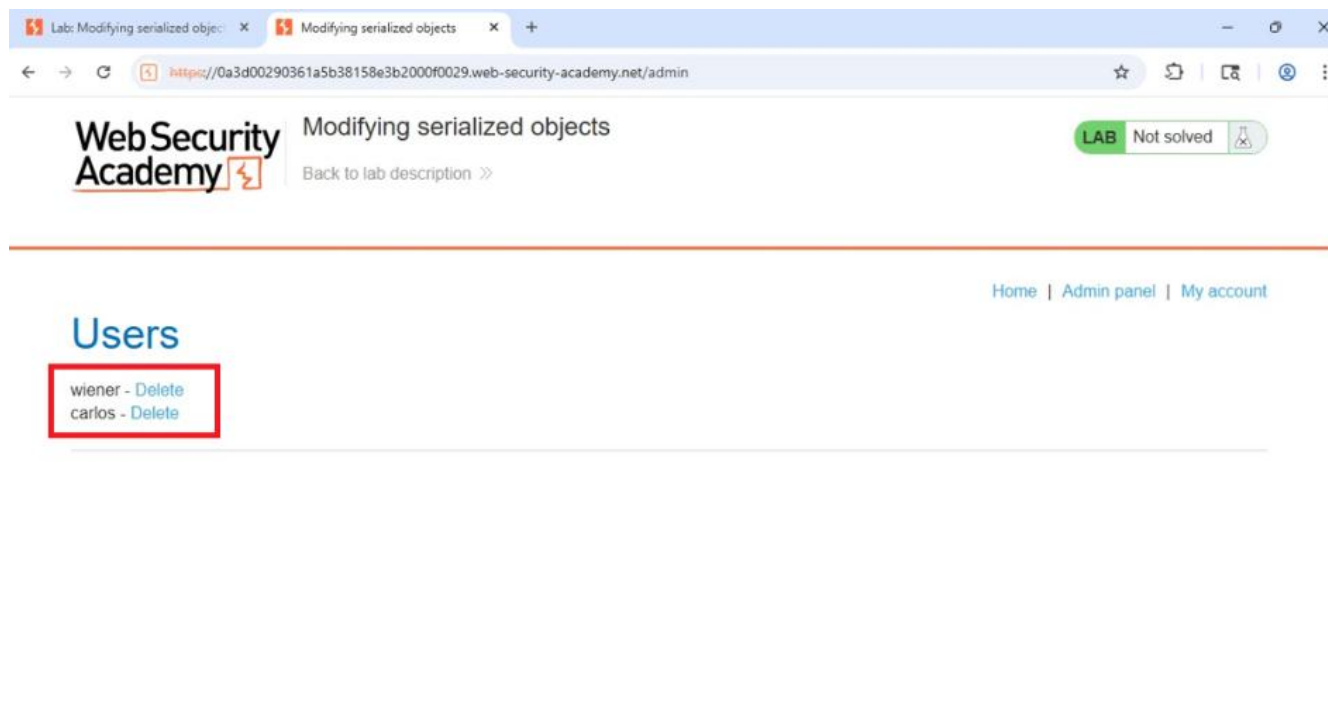 Lab: Modifying serialized objec
Modifying serialized objects
https://0a3d00290361a5b38158e3b2000f0029.web-security-academy.net/admin
Web Security
Academy
Modifying serialized objects
Back to lab description
LAB Not solved
Home | Admin panel | My account
Users
wiener - Delete
carlos - Delete